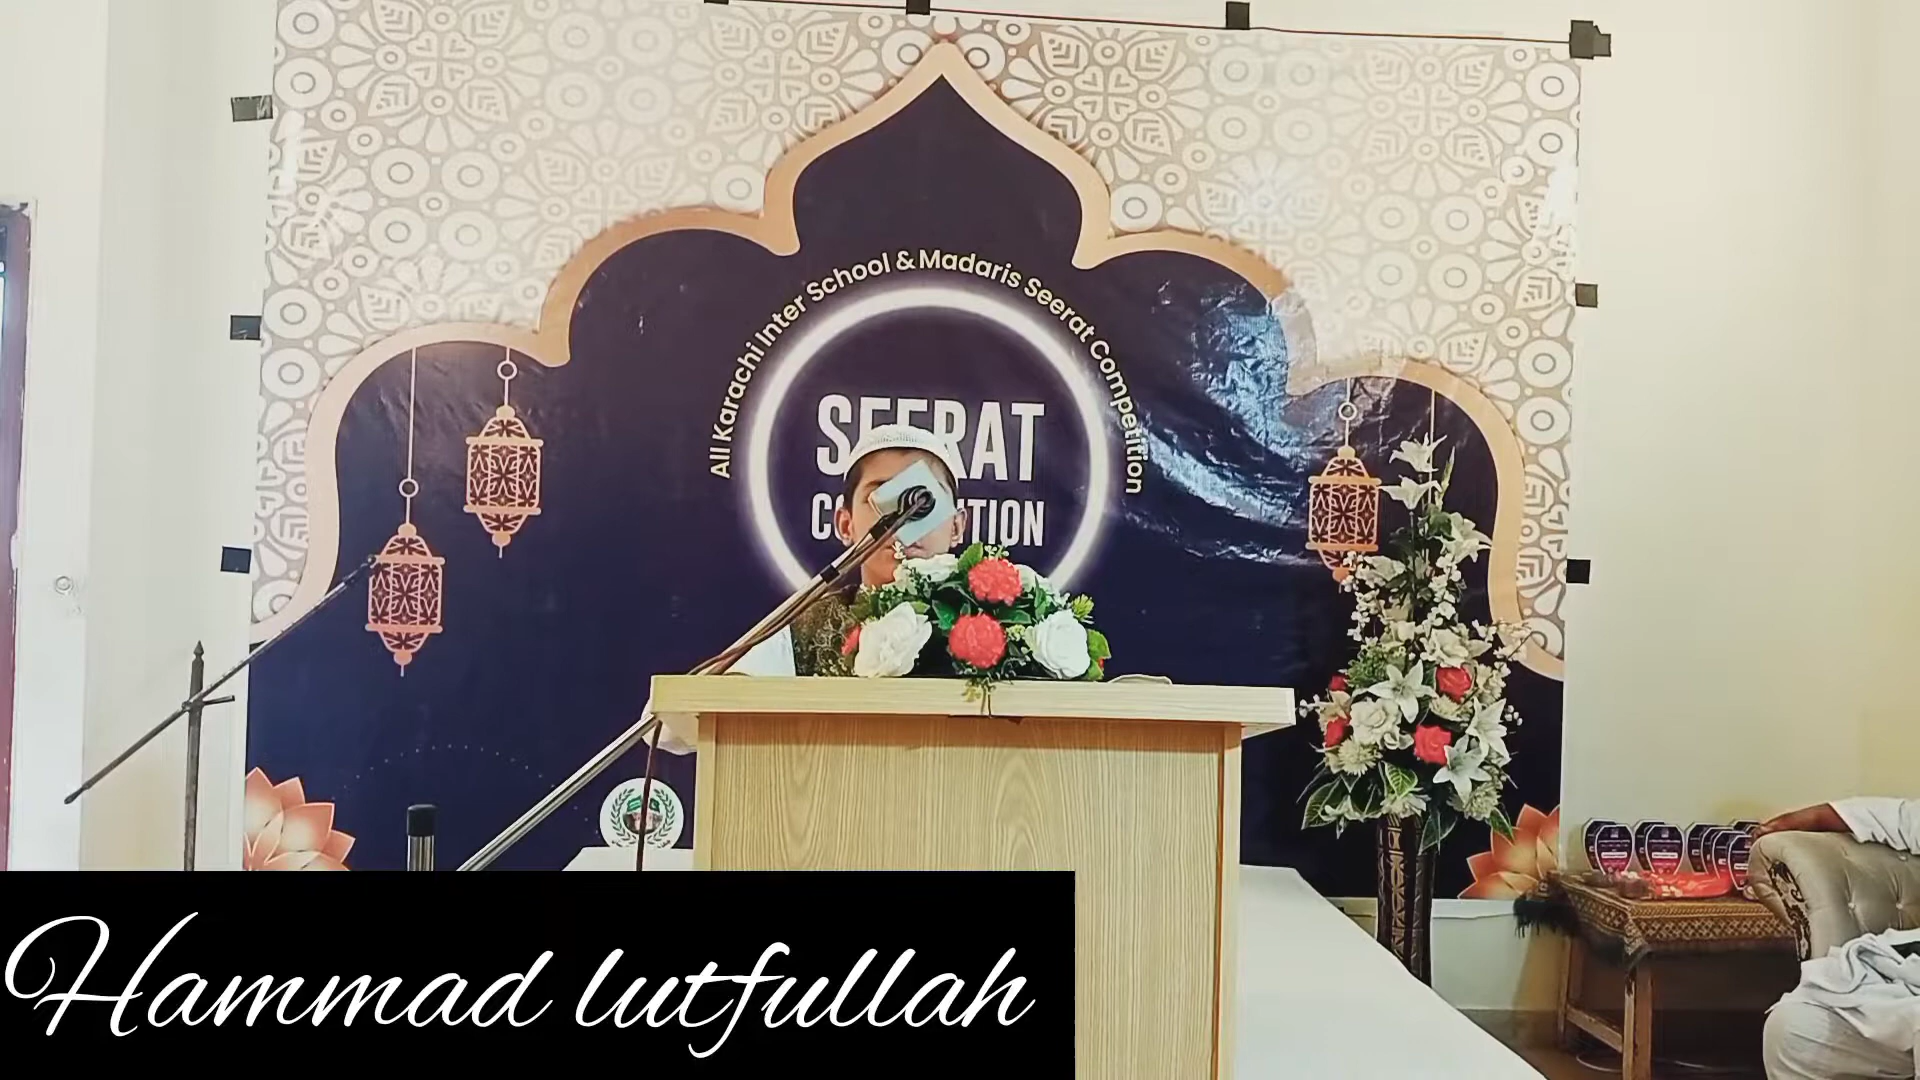 All Karachi Inter School & Madaris Seerat Competition
SEERAT
Hammad lutfullah